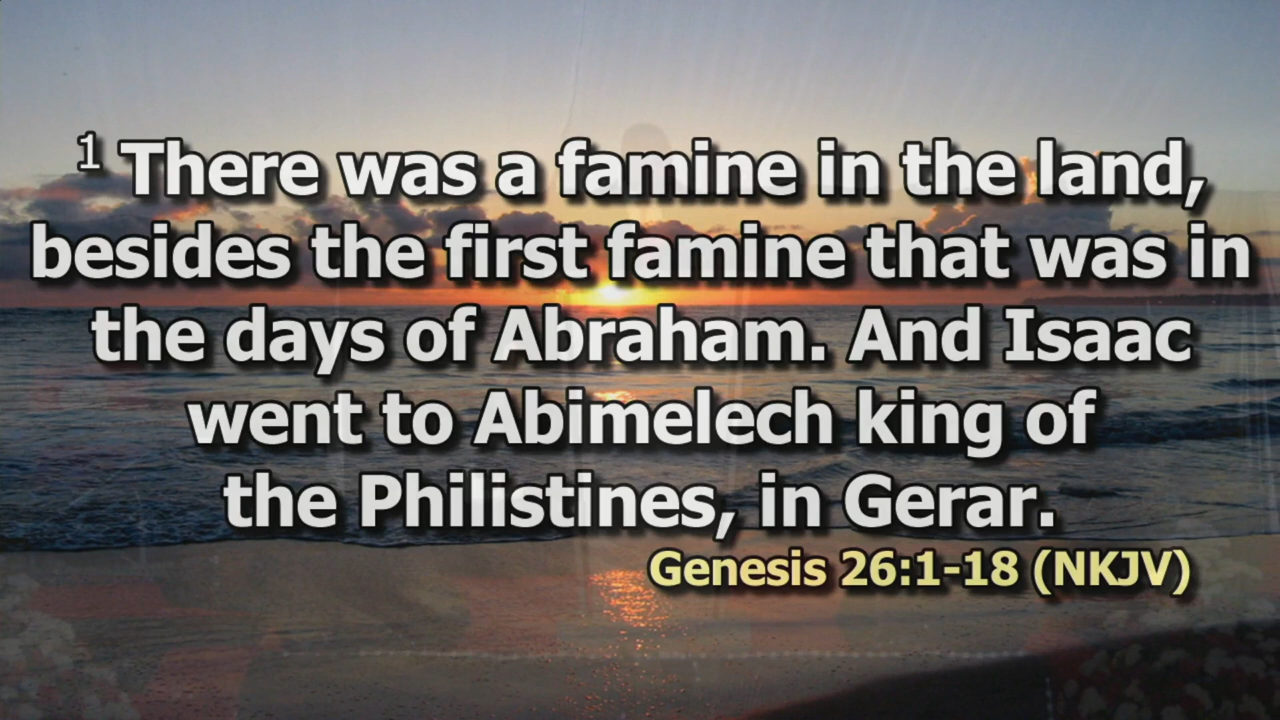 1 There was a famine in the land,
besides the first famine that was in
the days of Abraham. And Isaac
went to Abimelech king of
the Philistines, in Gerar.
Genesis 26:1-18 (NKJV)